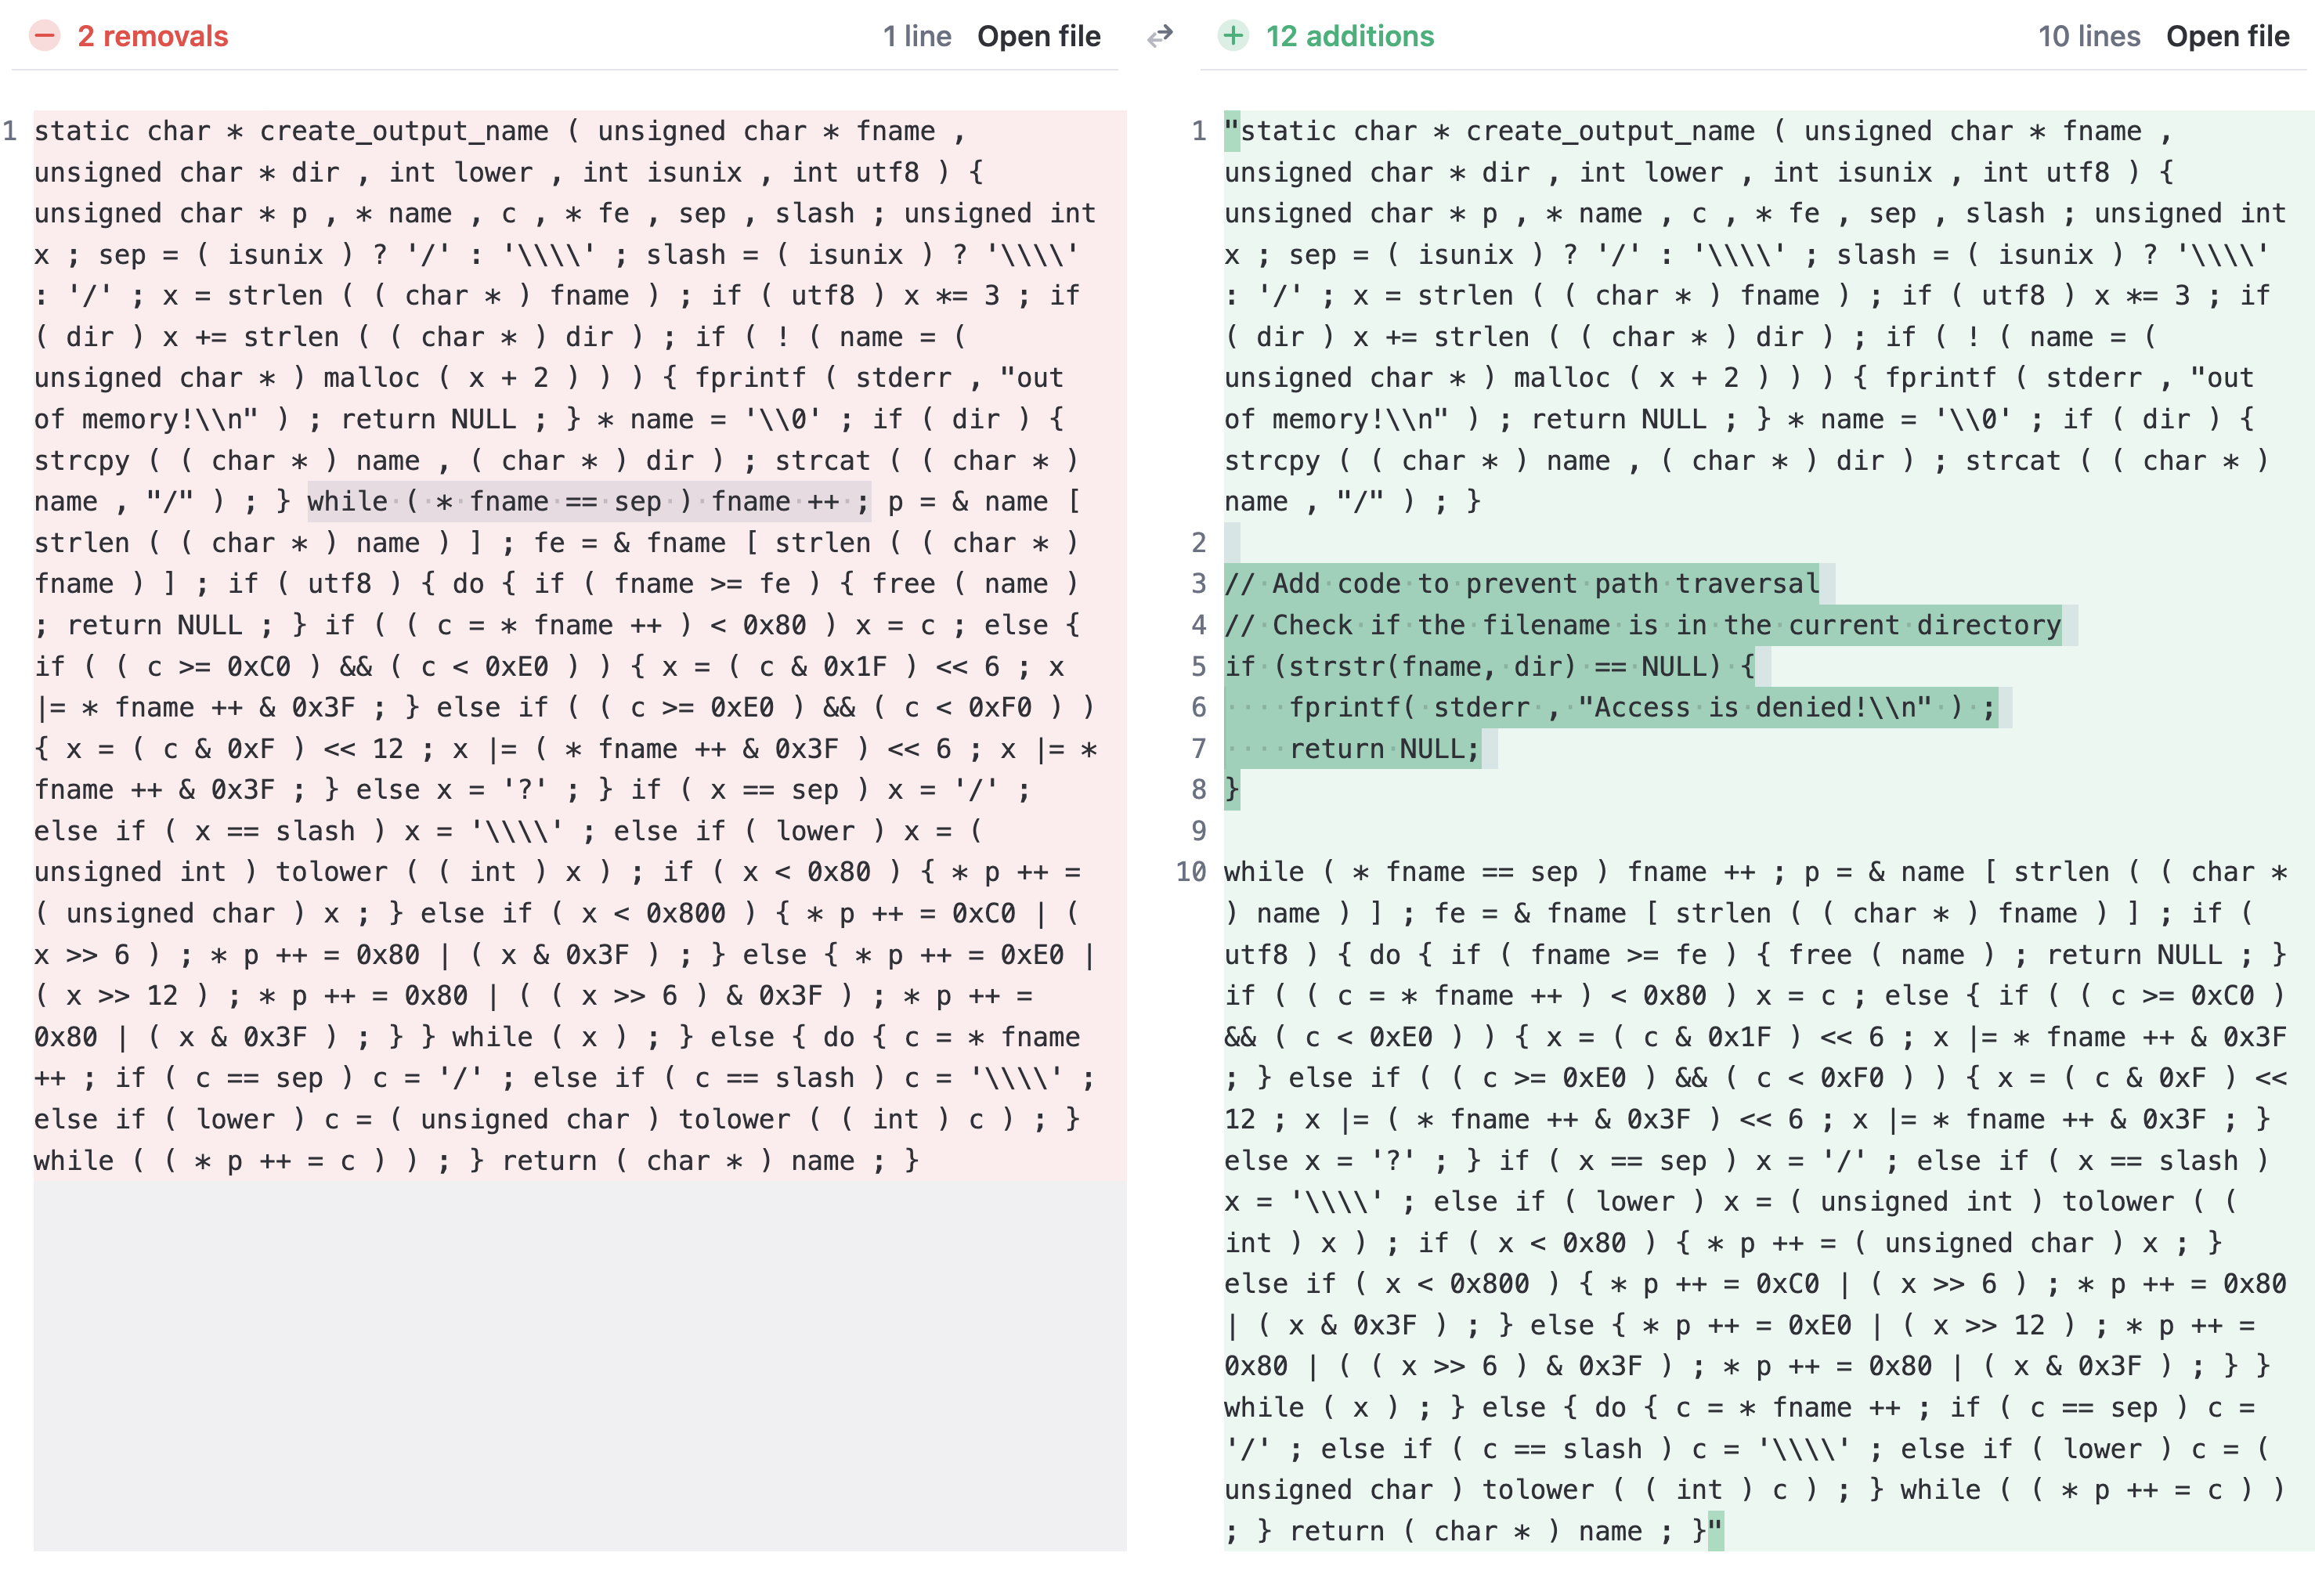 2 removals
1 line Open file
12 additions
10 lines Open file
1 static char * create_output_name ( unsigned char * fname ,
unsigned char * dir , int lower , int isunix , int utf8 ) {
unsigned char * p , * name , c , * fe , sep , slash ; unsigned int
x ; sep = ( isunix ) ? '/' : '\\\\' ; slash = ( isunix ) ? '\\\\'
: '/' ; x = strlen ( ( char * ) fname ) ; if ( utf8 ) x *= 3 ; if
( dir ) x += strlen ( ( char * ) dir ) ; if ( ! ( name = (
unsigned char * ) malloc ( x + 2 ) ) ) { fprintf ( stderr , "out
of memory!\\n" ) ; return NULL ; } * name = '\\0' ; if ( dir ) {
strcpy ( ( char * ) name , ( char * ) dir ) ; strcat ( ( char * )
name , "/" ) ; } while ( * fname == sep ) fname ++ ; p = & name [
strlen ( ( char * ) name ) ] ; fe = & fname [ strlen ( ( char * )
fname ) ] ; if ( utf8 ) { do { if ( fname >= fe ) { free ( name )
; return NULL ; } if ( ( c = * fname ++ ) < 0x80 ) x = c ; else {
if ( ( c >= 0xC0 ) && ( c < 0xE0 ) ) { x = ( c & 0x1F ) << 6 ; x
|= * fname ++ & 0x3F ; } else if ( ( c >= 0xE0 ) && ( c < 0xF0 ) )
{ x = ( c & 0xF ) << 12 ; x |= ( * fname ++ & 0x3F ) << 6 ; x |= *
fname ++ & 0x3F ; } else x = '?' ; } if ( x == sep ) x = '/' ;
else if ( x == slash ) x = '\\\\' ; else if ( lower ) x = (
unsigned int ) tolower ( ( int ) x ) ; if ( x < 0x80 ) { * p ++ =
( unsigned char ) x ; } else if ( x < 0x800 ) { * p ++ = 0xC0 | (
x >> 6 ) ; * p ++ = 0x80 | ( x & 0x3F ) ; } else { * p ++ = 0xE0 |
( x >> 12 ) ; * p ++ = 0x80 | ( ( x >> 6 ) & 0x3F ) ; * p ++ =
0x80 | ( x & 0x3F ) ; } } while ( x ) ; } else { do { c = * fname
++ ; if ( c == sep ) c = '/' ; else if ( c == slash ) c = '\\\\' ;
else if ( lower ) c = ( unsigned char ) tolower ( ( int ) c ) ; }
while ( ( * p ++ = c ) ) ; } return ( char * ) name ; }
1 "static char * create_output_name ( unsigned char * fname ,
unsigned char * dir , int lower , int isunix , int utf8 ) {
unsigned char * p , * name , c , * fe , sep , slash ; unsigned int
x ; sep = ( isunix ) ? '/' : '\\\\' ; slash = ( isunix ) ? '\\\\'
: '/' ; x = strlen ( ( char * ) fname ) ; if ( utf8 ) x *= 3 ; if
( dir ) x += strlen ( ( char * ) dir ) ; if ( ! ( name = (
unsigned char * ) malloc ( x + 2 ) ) ) { fprintf ( stderr , "out
of memory!\\n" ) ; return NULL ; } * name = '\\0' ; if ( dir ) {
strcpy ( ( char * ) name , ( char * ) dir ) ; strcat ( ( char * )
name , "/" ) ; }
2
3 // Add code to prevent path traversal
4 // Check if the filename is in the current directory
5 if (strstr(fname, dir) == NULL) {
6     fprintf( stderr , "Access is denied!\\n" ) ;
7     return NULL;
8 }
9
10 while ( * fname == sep ) fname ++ ; p = & name [ strlen ( ( char *
) name ) ] ; fe = & fname [ strlen ( ( char * ) fname ) ] ; if (
utf8 ) { do { if ( fname >= fe ) { free ( name ) ; return NULL ; }
if ( ( c = * fname ++ ) < 0x80 ) x = c ; else { if ( ( c >= 0xC0 )
&& ( c < 0xE0 ) ) { x = ( c & 0x1F ) << 6 ; x |= * fname ++ & 0x3F
; } else if ( ( c >= 0xE0 ) && ( c < 0xF0 ) ) { x = ( c & 0xF ) <<
12 ; x |= ( * fname ++ & 0x3F ) << 6 ; x |= * fname ++ & 0x3F ; }
else x = '?' ; } if ( x == sep ) x = '/' ; else if ( x == slash )
x = '\\\\' ; else if ( lower ) x = ( unsigned int ) tolower ( (
int ) x ) ; if ( x < 0x80 ) { * p ++ = ( unsigned char ) x ; }
else if ( x < 0x800 ) { * p ++ = 0xC0 | ( x >> 6 ) ; * p ++ = 0x80
| ( x & 0x3F ) ; } else { * p ++ = 0xE0 | ( x >> 12 ) ; * p ++ =
0x80 | ( ( x >> 6 ) & 0x3F ) ; * p ++ = 0x80 | ( x & 0x3F ) ; } }
while ( x ) ; } else { do { c = * fname ++ ; if ( c == sep ) c =
'/' ; else if ( c == slash ) c = '\\\\' ; else if ( lower ) c = (
unsigned char ) tolower ( ( int ) c ) ; } while ( ( * p ++ = c ) )
; } return ( char * ) name ; }"